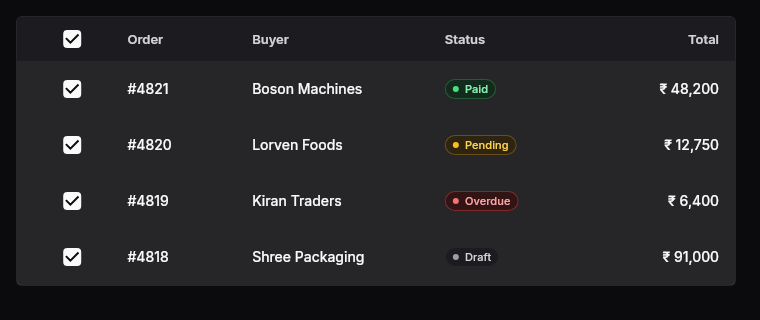 Order Buyer Status Total
#4821 Boson Machines Paid ₹ 48,200
#4820 Lorven Foods Pending ₹ 12,750
#4819 Kiran Traders Overdue ₹ 6,400
#4818 Shree Packaging Draft ₹ 91,000